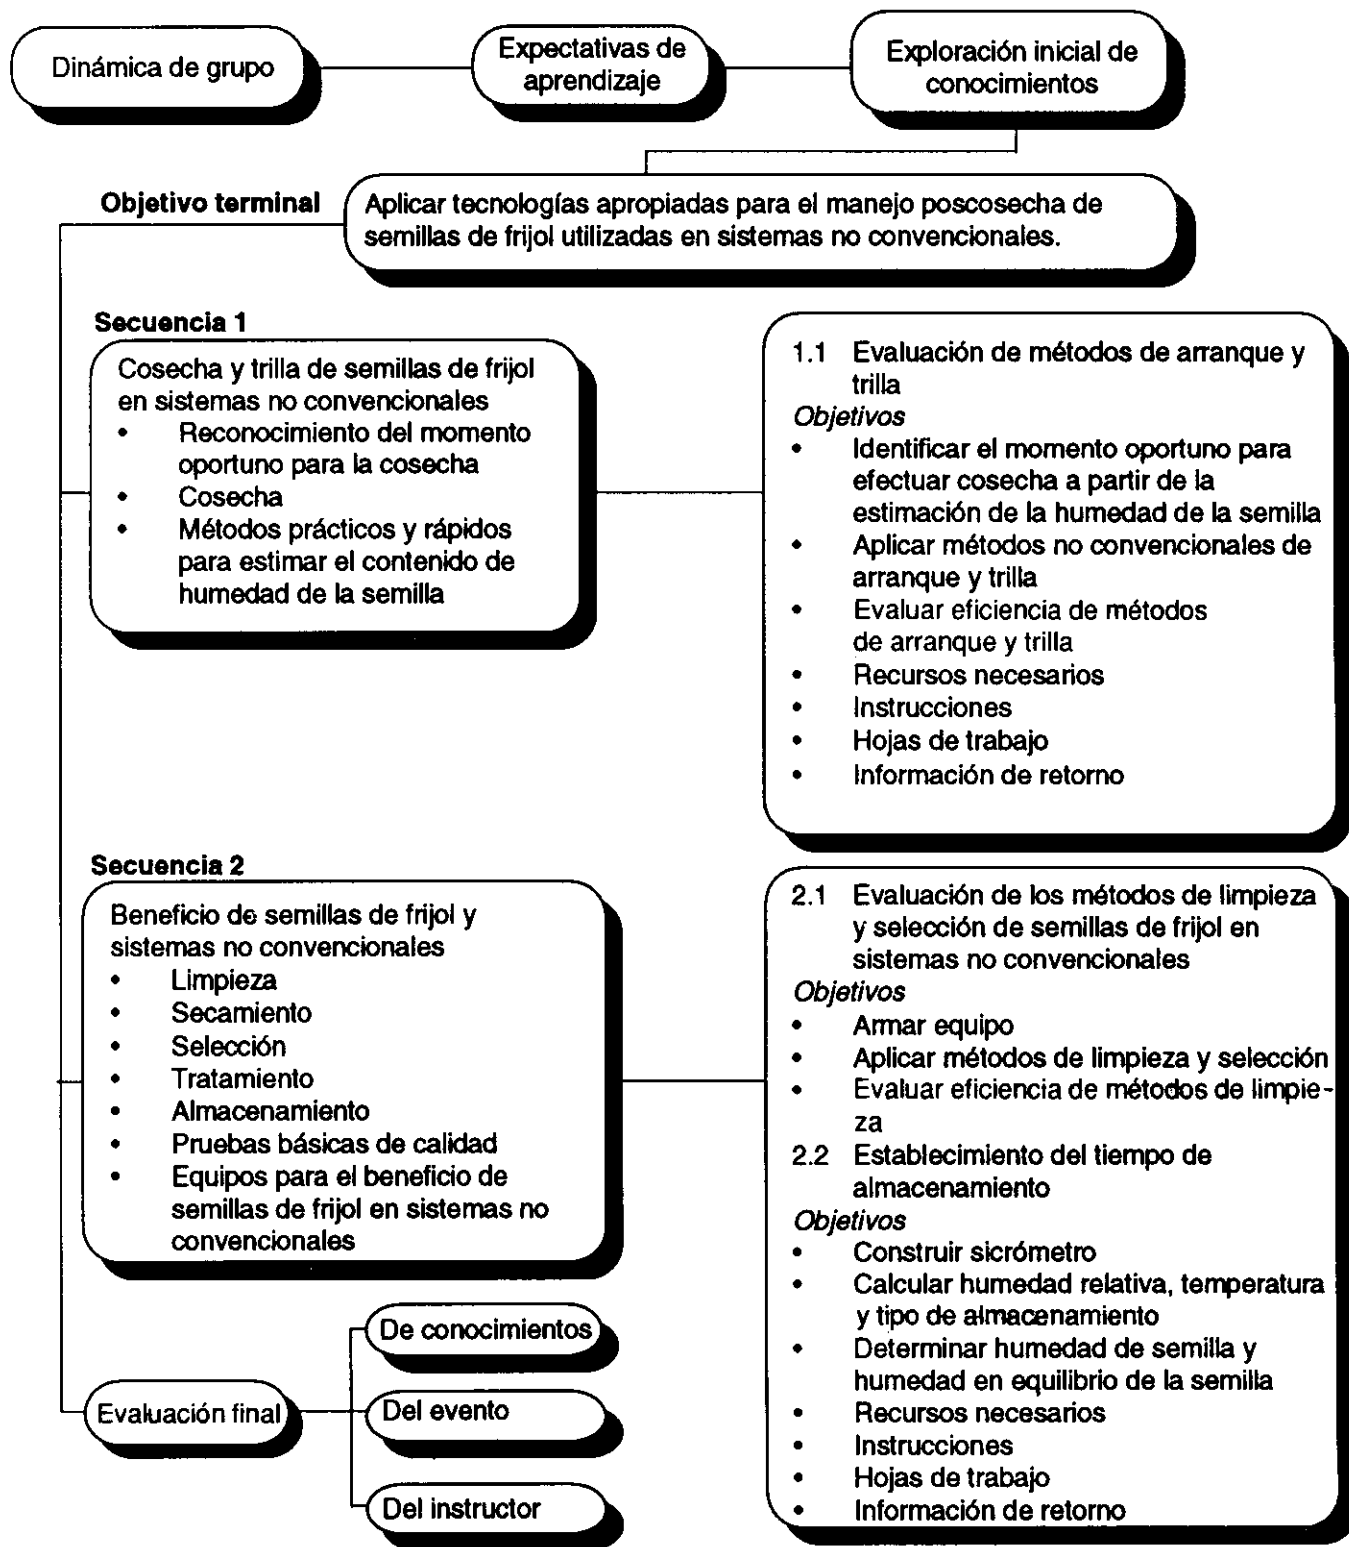 Dinámica de grupo
Expectativas de
aprendizaje
Exploración inicial de
conocimientos
Objetivo terminal
Aplicar tecnologías apropiadas para el manejo poscosecha de
semillas de frijol utilizadas en sistemas no convencionales.
Secuencia 1
Cosecha y trilla de semillas de frijol
en sistemas no convencionales
• Reconocimiento del momento
oportuno para la cosecha
• Cosecha
• Métodos prácticos y rápidos
para estimar el contenido de
humedad de la semilla
1.1 Evaluación de métodos de arranque y
trilla
Objetivos
• Identificar el momento oportuno para
efectuar cosecha a partir de la
estimación de la humedad de la semilla
• Aplicar métodos no convencionales de
arranque y trilla
• Evaluar eficiencia de métodos
de arranque y trilla
• Recursos necesarios
• Instrucciones
• Hojas de trabajo
• Información de retorno
Secuencia 2
Beneficio de semillas de frijol y
sistemas no convencionales
• Limpieza
• Secamiento
• Selección
• Tratamiento
• Almacenamiento
• Pruebas básicas de calidad
• Equipos para el beneficio de
semillas de frijol en sistemas no
convencionales
2.1 Evaluación de los métodos de limpieza
y selección de semillas de frijol en
sistemas no convencionales
Objetivos
• Armar equipo
• Aplicar métodos de limpieza y selección
• Evaluar eficiencia de métodos de limpie-
za
2.2 Establecimiento del tiempo de
almacenamiento
Objetivos
• Construir sicrómetro
• Calcular humedad relativa, temperatura
y tipo de almacenamiento
• Determinar humedad de semilla y
humedad en equilibrio de la semilla
• Recursos necesarios
• Instrucciones
• Hojas de trabajo
• Información de retorno
Evaluación final
De conocimientos
Del evento
Del instructor